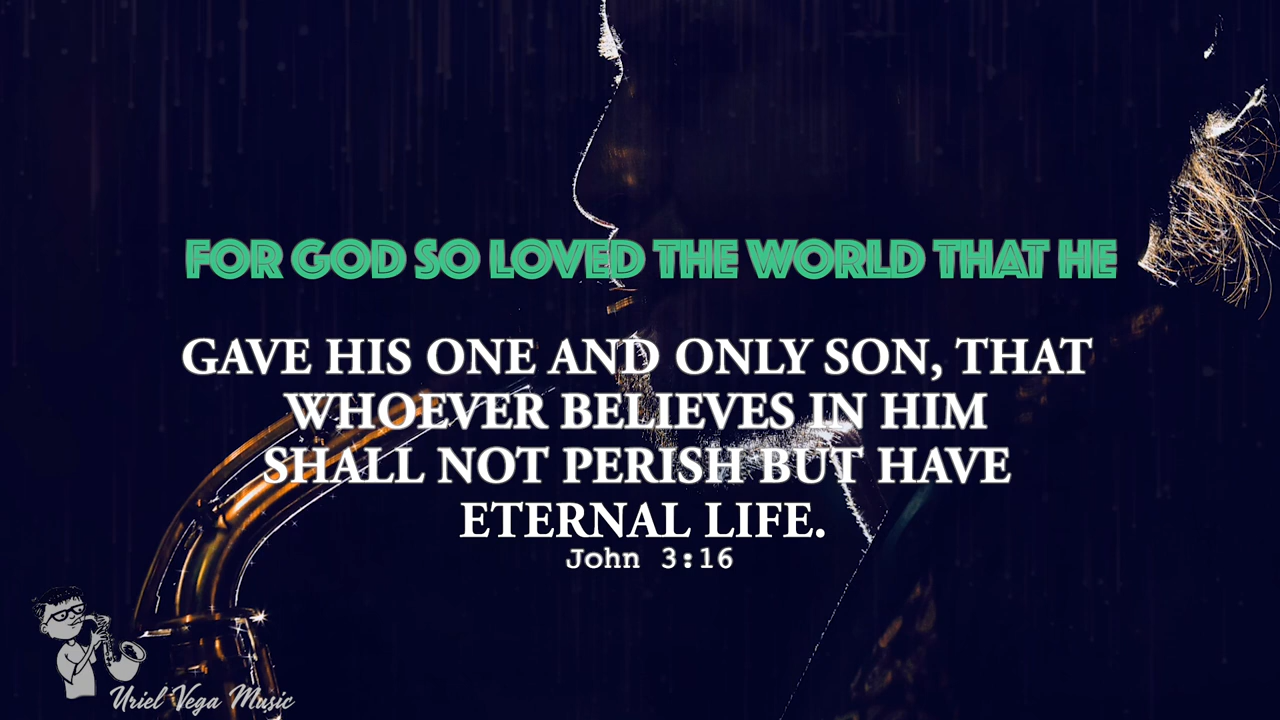 FOR GOD SO LOVED THE WORLD THAT HE
GAVE HIS ONE AND ONLY SON, THAT
WHOEVER BELIEVES IN HIM
SHALL NOT PERISH BUT HAVE
ETERNAL LIFE.
John 3:16
Uriel Vega Music